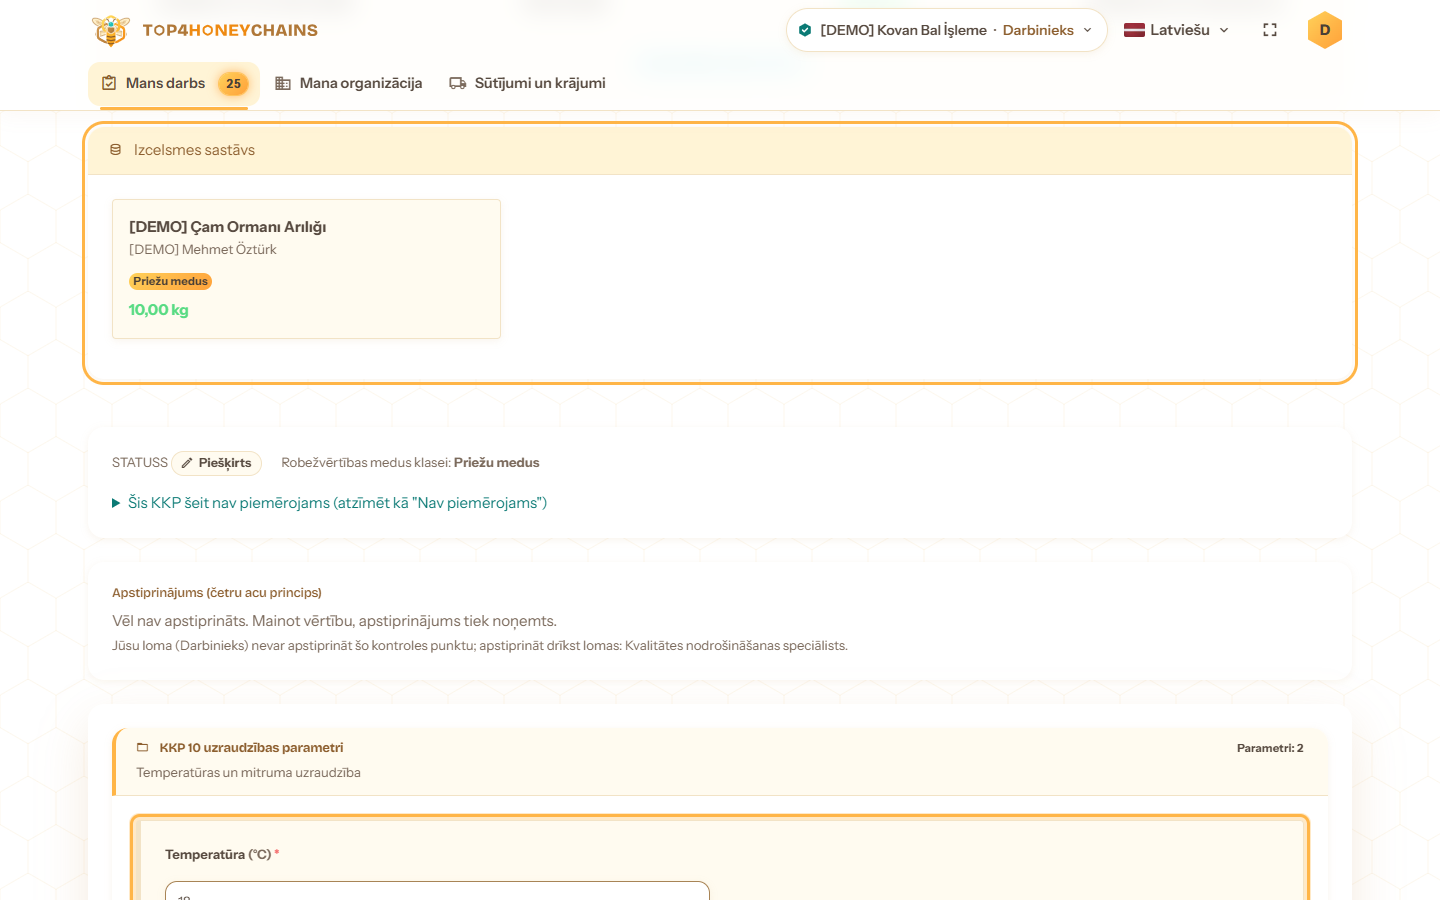 TOP4HONEYCHAINS
[DEMO] Kovan Bal İşleme · Darbinieks
Latviešu
D
Mans darbs 25
Mana organizācija
Sūtījumi un krājumi
Izcelsmes sastāvs
[DEMO] Çam Ormanı Arılığı
[DEMO] Mehmet Öztürk
Priežu medus
10,00 kg
STATUSS Piešķirts Robežvērtības medus klasei: Priežu medus
Šis KKP šeit nav piemērojams (atzīmēt kā "Nav piemērojams")
Apstiprinājums (četru acu princips)
Vēl nav apstiprināts. Mainot vērtību, apstiprinājums tiek noņemts.
Jūsu loma (Darbinieks) nevar apstiprināt šo kontroles punktu; apstiprināt drīkst lomas: Kvalitātes nodrošināšanas speciālists.
KKP 10 uzraudzības parametri
Parametri: 2
Temperatūras un mitruma uzraudzība
Temperatūra (°C) *